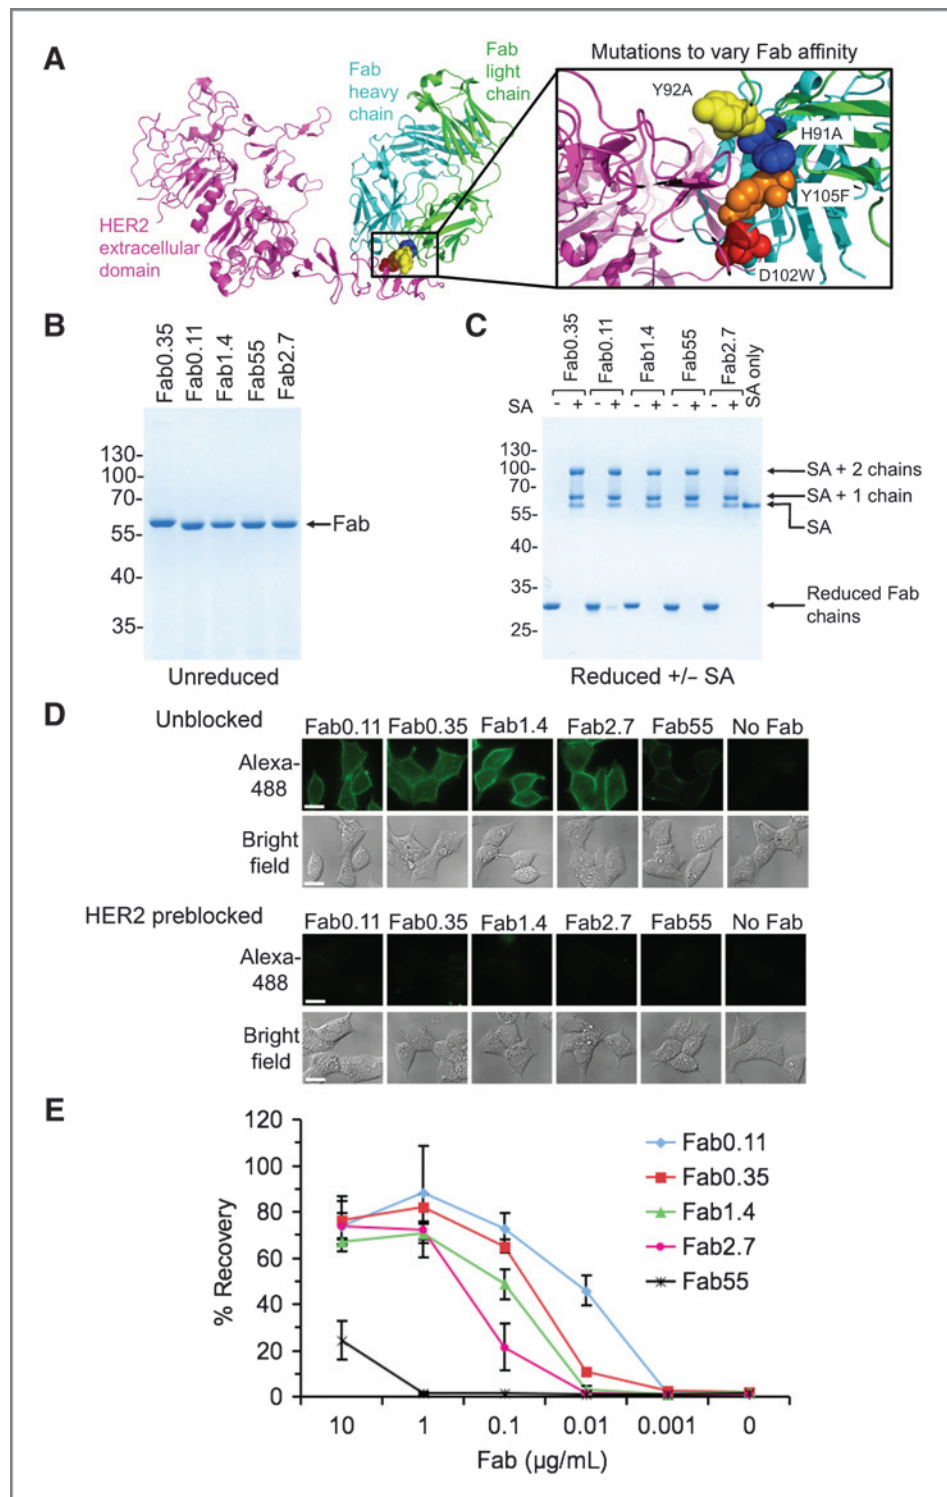 A
HER2
extracellular
domain
Fab
heavy
chain
Fab
light
chain
Mutations to vary Fab affinity
Y92A
H91A
Y105F
D102W
B
Fab0.35
Fab0.11
Fab1.4
Fab55
Fab2.7
130-
100-
70-
55-
40-
35-
Fab
Unreduced
C
Fab0.35
Fab0.11
Fab1.4
Fab55
Fab2.7
SA only
SA - + - + - + - + - +
130-
100-
70-
55-
40-
35-
25-
SA + 2 chains
SA + 1 chain
SA
Reduced Fab
chains
Reduced +/− SA
D
Unblocked
Fab0.11 Fab0.35 Fab1.4 Fab2.7 Fab55 No Fab
Alexa-
488
Bright
field
HER2 preblocked
Fab0.11 Fab0.35 Fab1.4 Fab2.7 Fab55 No Fab
Alexa-
488
Bright
field
E
120
100
80
60
40
20
0
% Recovery
10 1 0.1 0.01 0.001 0
Fab (µg/mL)
Fab0.11
Fab0.35
Fab1.4
Fab2.7
Fab55